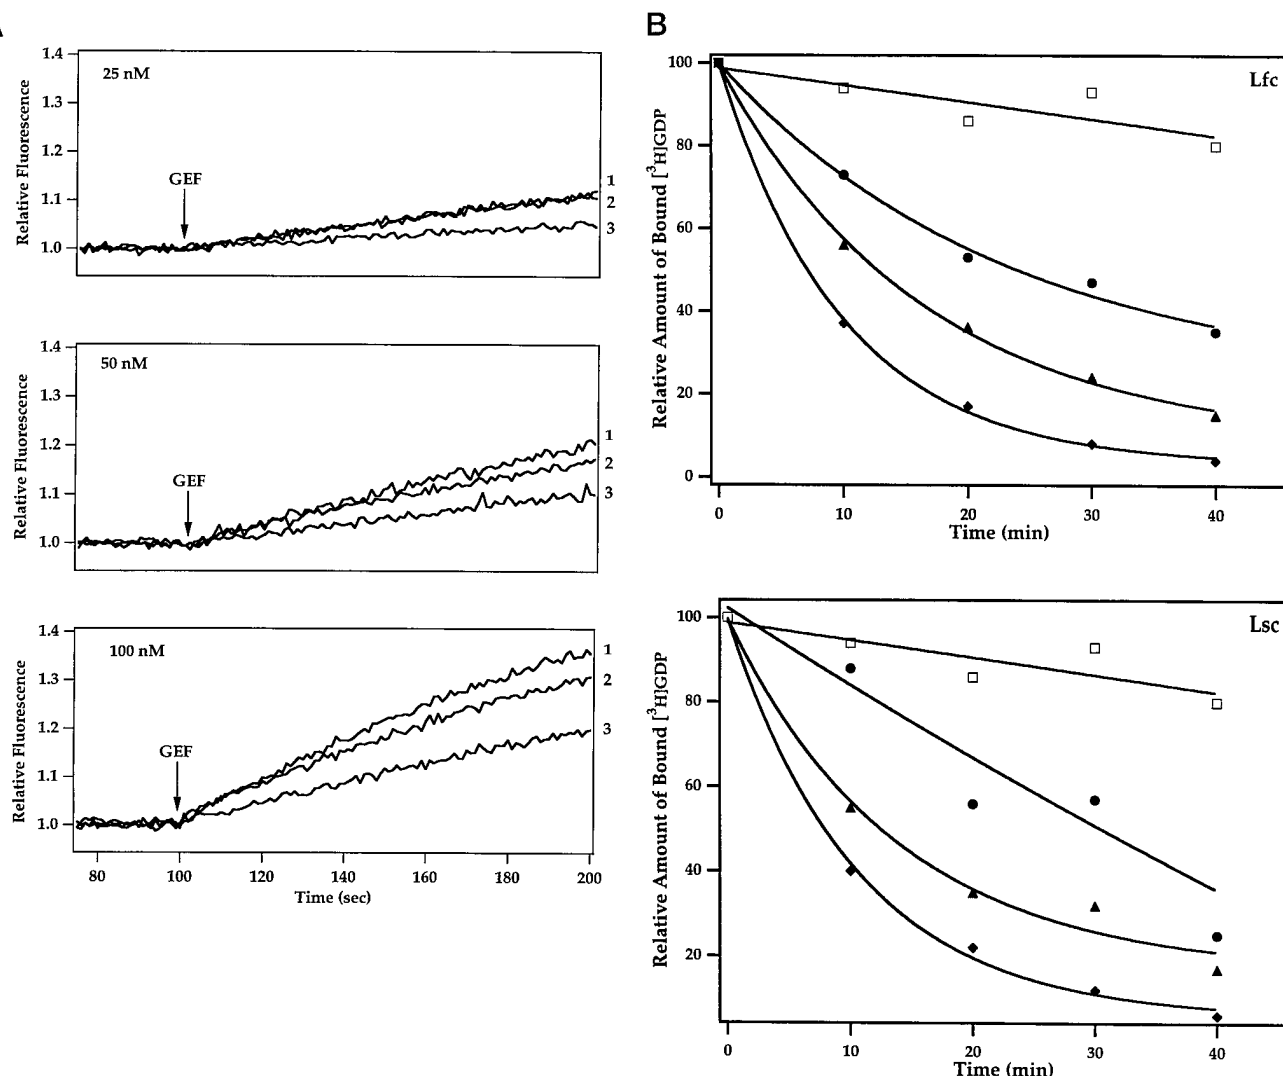 A
1.4
25 nM
1.3
1.2
GEF
1.1
1.0
Relative Fluorescence
1
2
3
1.4
50 nM
1.3
1.2
GEF
1.1
1.0
Relative Fluorescence
1
2
3
1.4
100 nM
1.3
1.2
GEF
1.1
1.0
Relative Fluorescence
1
2
3
80 100 120 140 160 180 200
Time (sec)
B
Lfc
100
80
60
40
20
0
Relative Amount of Bound [³H]GDP
0 10 20 30 40
Time (min)
Lsc
100
80
60
40
20
Relative Amount of Bound [³H]GDP
0 10 20 30 40
Time (min)